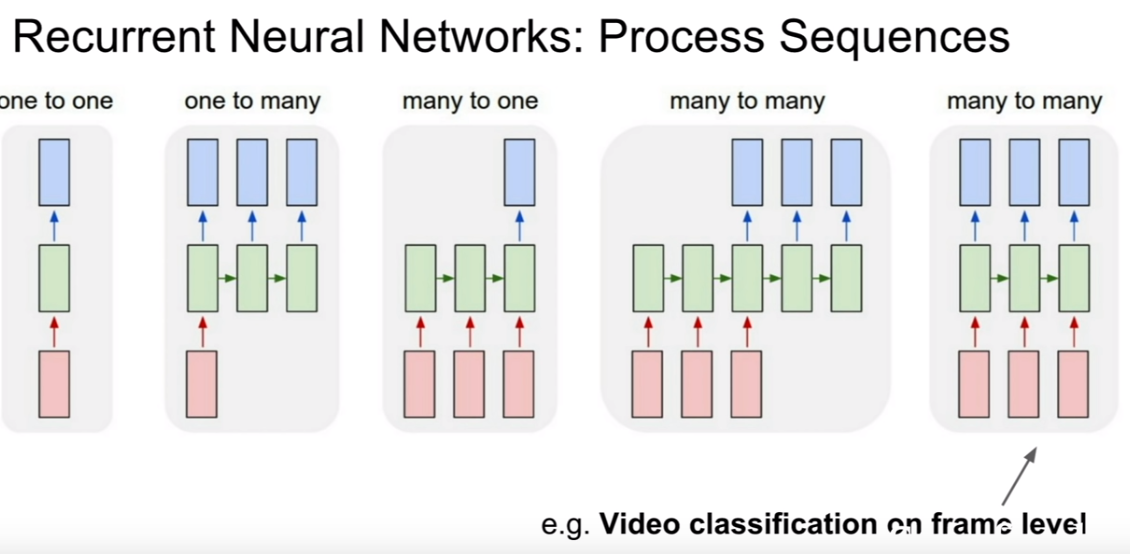 Recurrent Neural Networks: Process Sequences
one to one
one to many
many to one
many to many
many to many
e.g. Video classification on frame level